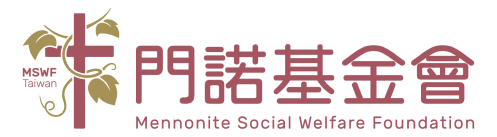 MSWF
Taiwan
門諾基金會
Mennonite Social Welfare Foundation